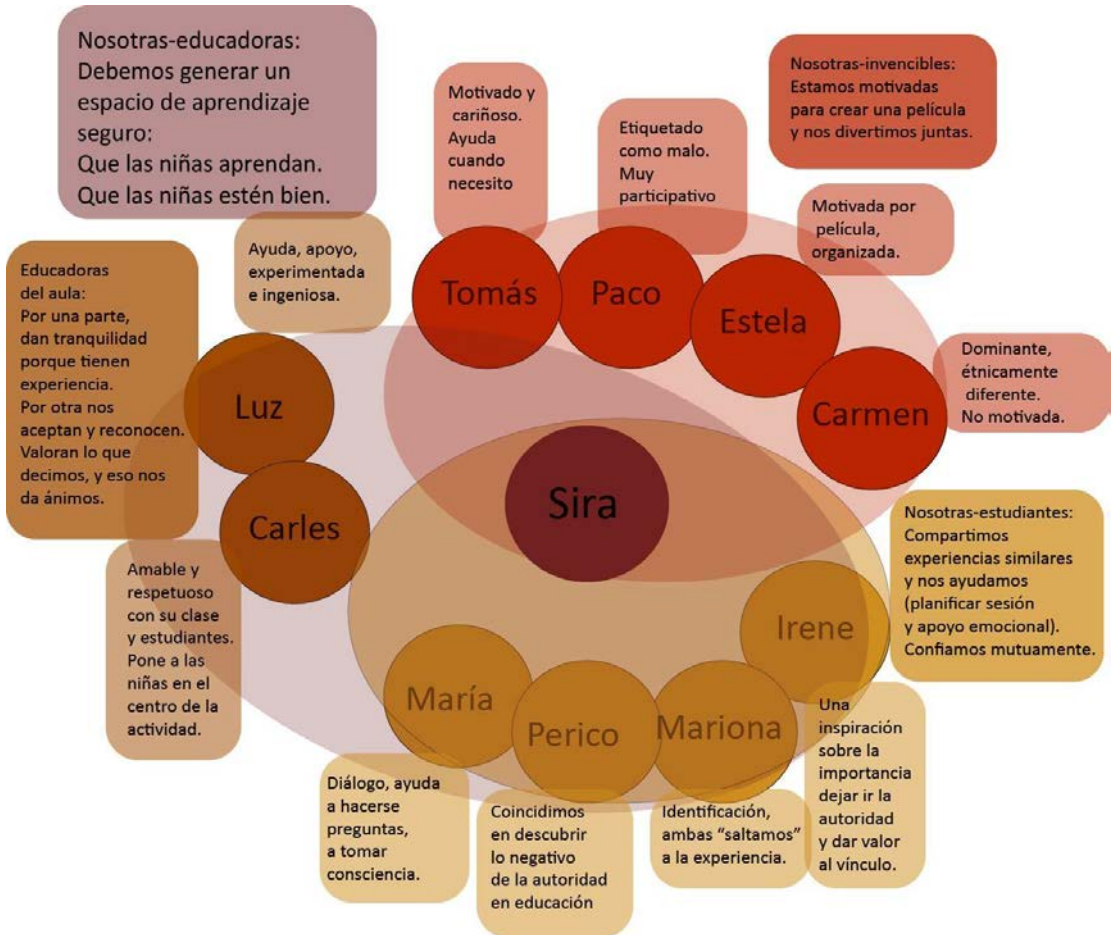 Nosotras-educadoras:
Debemos generar un
espacio de aprendizaje
seguro:
Que las niñas aprendan.
Que las niñas estén bien.
Motivado y
cariñoso.
Ayuda
cuando
necesito
Etiquetado
como malo.
Muy
participativo
Nosotras-invencibles:
Estamos motivadas
para crear una película
y nos divertimos juntas.
Motivada por
película,
organizada.
Ayuda, apoyo,
experimentada
e ingeniosa.
Educadoras
del aula:
Por una parte,
dan tranquilidad
porque tienen
experiencia.
Por otra nos
aceptan y reconocen.
Valoran lo que
decimos, y eso nos
da ánimos.
Tomás
Paco
Estela
Carmen
Dominante,
étnicamente
diferente.
No motivada.
Luz
Carles
Sira
Amable y
respetuoso
con su clase
y estudiantes.
Pone a las
niñas en el
centro de la
actividad.
Nosotras-estudiantes:
Compartimos
experiencias similares
y nos ayudamos
(planificar sesión
y apoyo emocional).
Confiamos mutuamente.
Irene
María
Perico
Mariona
Diálogo, ayuda
a hacerse
preguntas,
a tomar
consciencia.
Coincidimos
en descubrir
lo negativo
de la autoridad
en educación
Identificación,
ambas “saltamos”
a la experiencia.
Una
inspiración
sobre la
importancia
dejar ir la
autoridad
y dar valor
al vínculo.